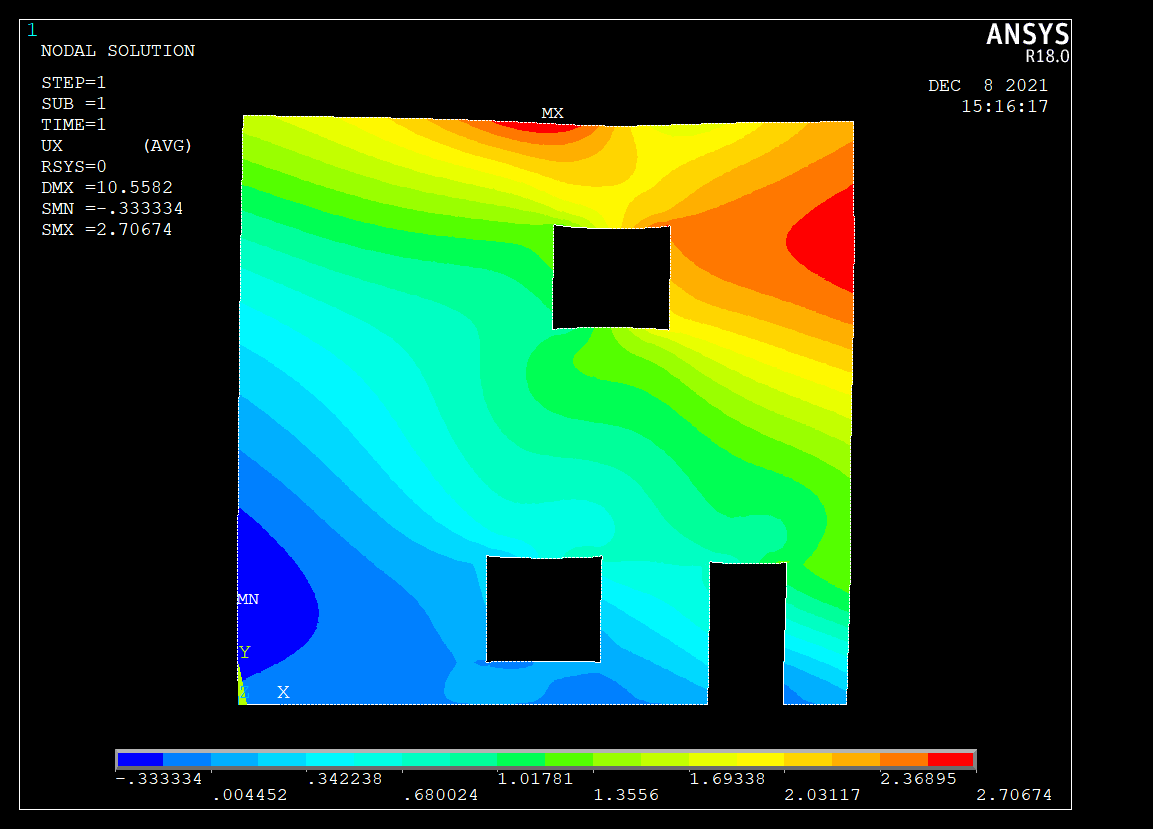 1
ANSYS
R18.0
NODAL SOLUTION
STEP=1
SUB =1
TIME=1
UX (AVG)
RSYS=0
DMX =10.5582
SMN =-.333334
SMX =2.70674
DEC 8 2021
15:16:17
MX
MN
Y
Z X
-.333334 .342238 1.01781 1.69338 2.36895
.004452 .680024 1.3556 2.03117 2.70674